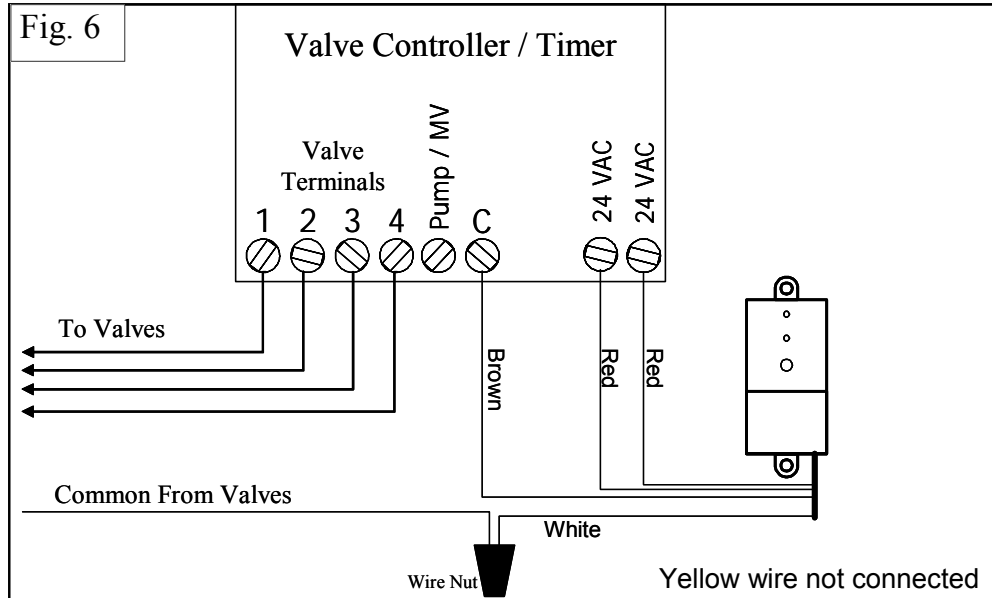 Fig. 6
Valve Controller / Timer
Valve
Terminals
Pump / MV
24 VAC
24 VAC
1 2 3 4 C
To Valves
Brown
Red
Red
Common From Valves
White
Wire Nut
Yellow wire not connected